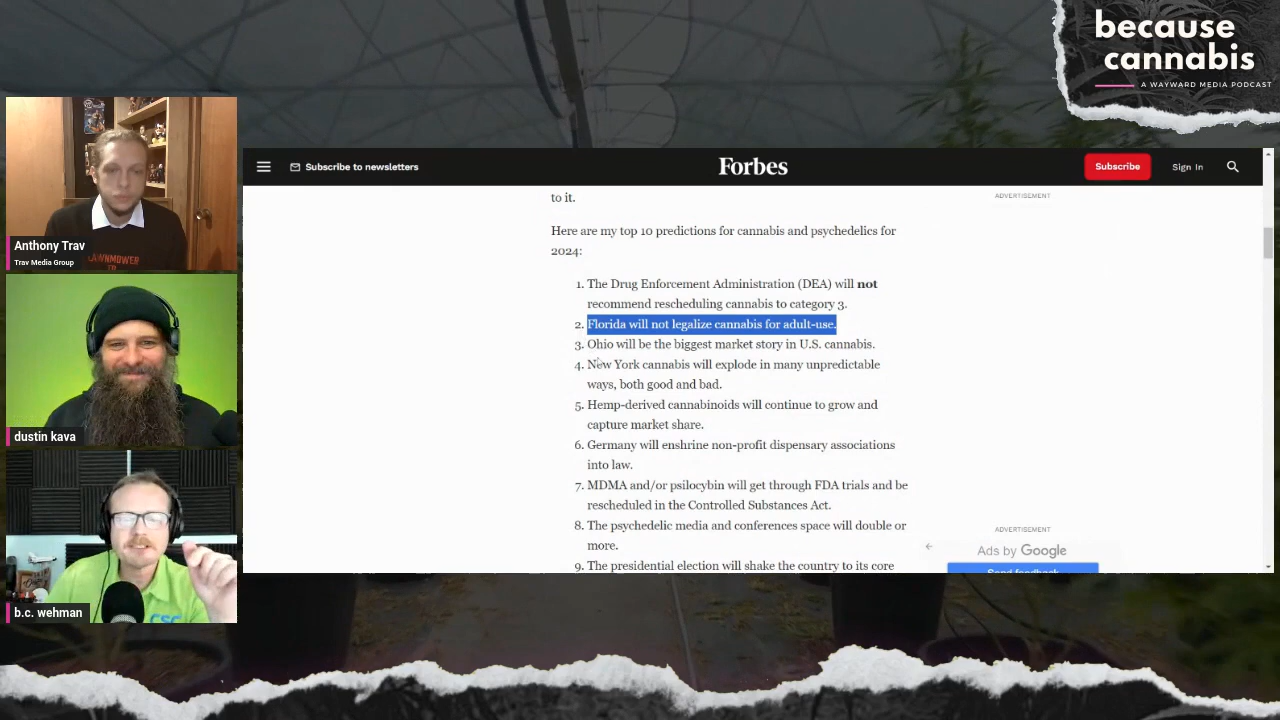 because
cannabis
A WAYWARD MEDIA PODCAST
Anthony Trav
Trav Media Group
LAWNMOWER
dustin kava
b.c. wehman
CSC
Subscribe to newsletters
Forbes
Subscribe
Sign In
to it.
ADVERTISEMENT
Here are my top 10 predictions for cannabis and psychedelics for
2024:
1. The Drug Enforcement Administration (DEA) will not
recommend rescheduling cannabis to category 3.
2. Florida will not legalize cannabis for adult-use.
3. Ohio will be the biggest market story in U.S. cannabis.
4. New York cannabis will explode in many unpredictable
ways, both good and bad.
5. Hemp-derived cannabinoids will continue to grow and
capture market share.
6. Germany will enshrine non-profit dispensary associations
into law.
7. MDMA and/or psilocybin will get through FDA trials and be
rescheduled in the Controlled Substances Act.
8. The psychedelic media and conferences space will double or
more.
9. The presidential election will shake the country to its core
ADVERTISEMENT
Ads by Google
Send feedback